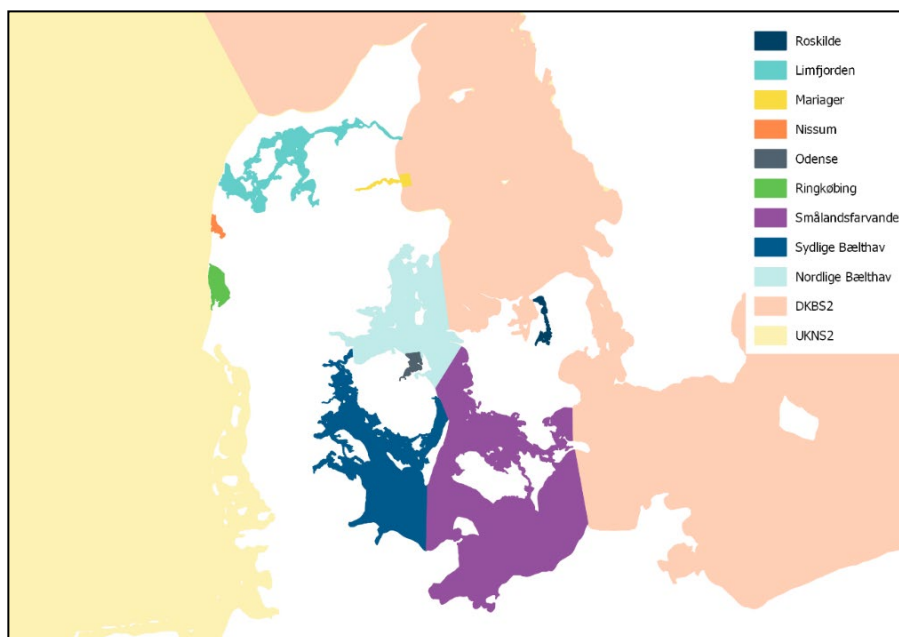 Roskilde
Limfjorden
Mariager
Nissum
Odense
Ringkøbing
Smålandsfarvande
Sydlige Bælthav
Nordlige Bælthav
DKBS2
UKNS2